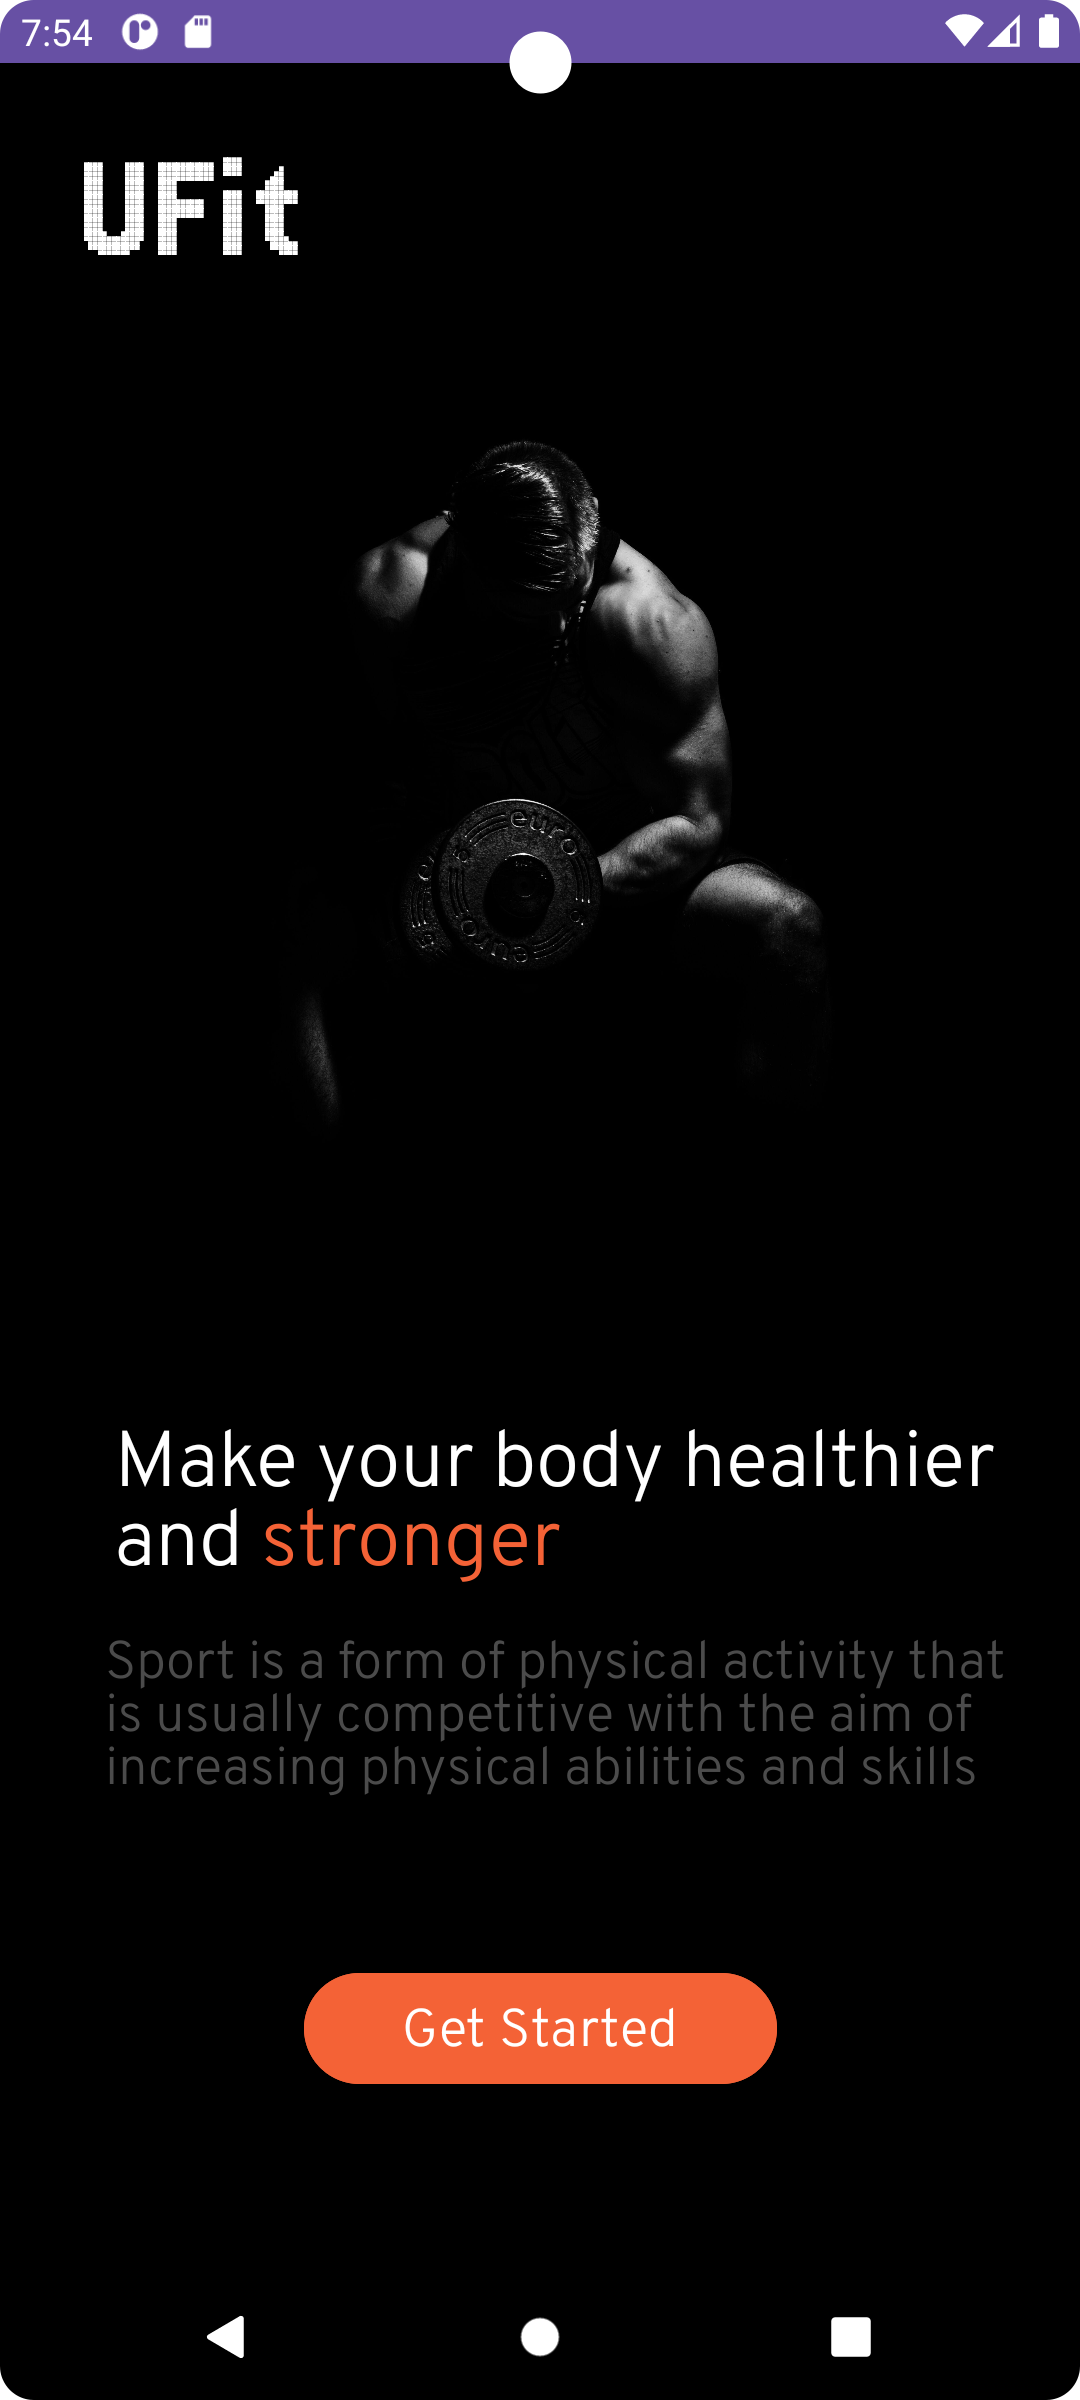 7:54
UFit
euro
euro
Make your body healthier
and stronger
Sport is a form of physical activity that
is usually competitive with the aim of
increasing physical abilities and skills
Get Started